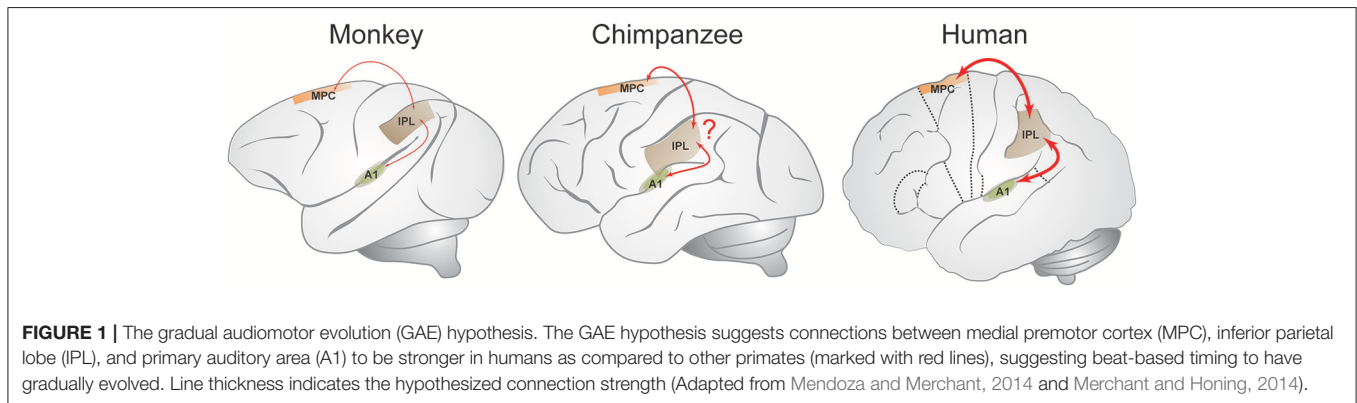 Monkey
Chimpanzee
Human
MPC
IPL
A1
MPC
?
IPL
A1
MPC
IPL
A1
FIGURE 1 | The gradual audiomotor evolution (GAE) hypothesis. The GAE hypothesis suggests connections between medial premotor cortex (MPC), inferior parietal
lobe (IPL), and primary auditory area (A1) to be stronger in humans as compared to other primates (marked with red lines), suggesting beat-based timing to have
gradually evolved. Line thickness indicates the hypothesized connection strength (Adapted from Mendoza and Merchant, 2014 and Merchant and Honing, 2014).